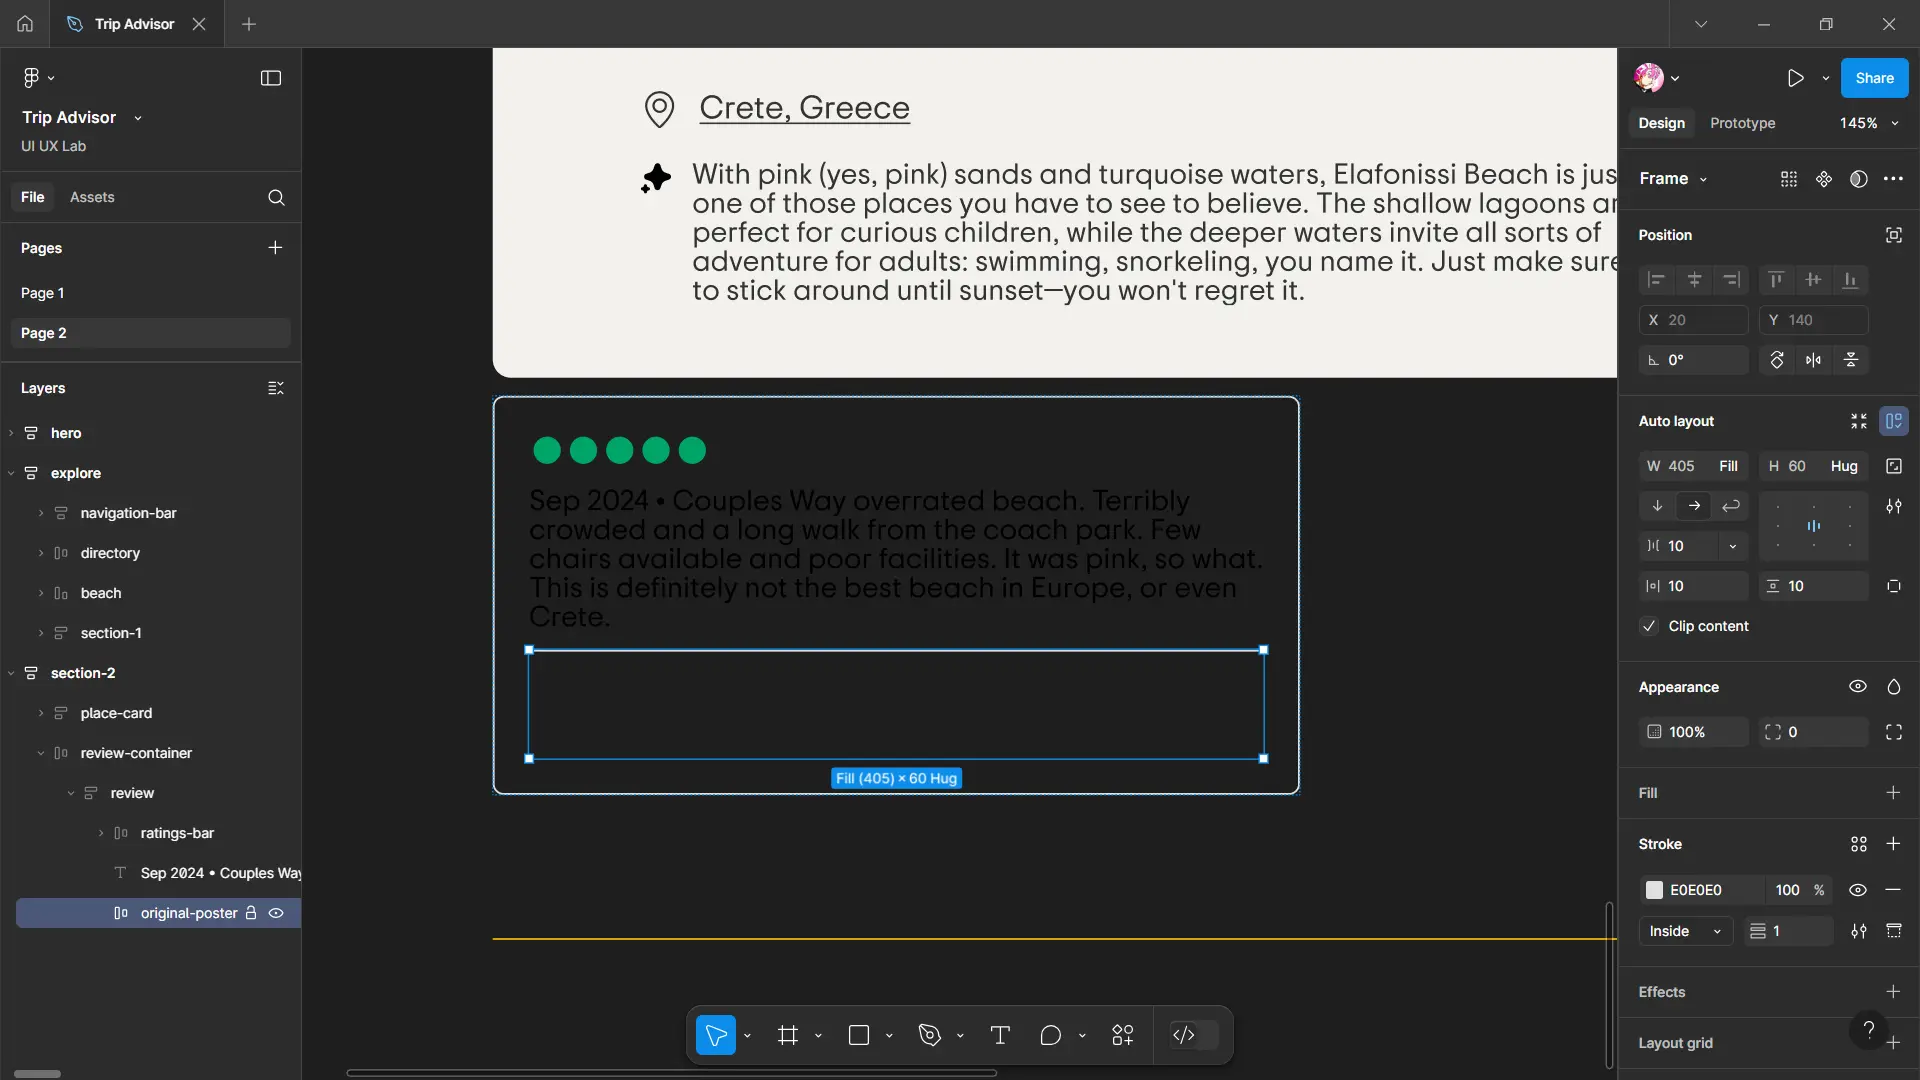 Trip Advisor
Trip Advisor
UI UX Lab
File
Assets
Pages
Page 1
Page 2
Layers
hero
explore
navigation-bar
directory
beach
section-1
section-2
place-card
review-container
review
ratings-bar
Sep 2024 • Couples Way
original-poster
Crete, Greece
With pink (yes, pink) sands and turquoise waters, Elafonissi Beach is jus
one of those places you have to see to believe. The shallow lagoons ar
perfect for curious children, while the deeper waters invite all sorts of
adventure for adults: swimming, snorkeling, you name it. Just make sure
to stick around until sunset—you won't regret it.
Sep 2024 • Couples Way overrated beach. Terribly
crowded and a long walk from the coach park. Few
chairs available and poor facilities. It was pink, so what.
This is definitely not the best beach in Europe, or even
Crete.
Fill (405) × 60 Hug
Share
Design
Prototype
145%
Frame
Position
X 20
Y 140
0°
Auto layout
W 405 Fill
H 60 Hug
10
10
10
Clip content
Appearance
100%
0
Fill
Stroke
E0E0E0
100 %
Inside
1
Effects
Layout grid
?